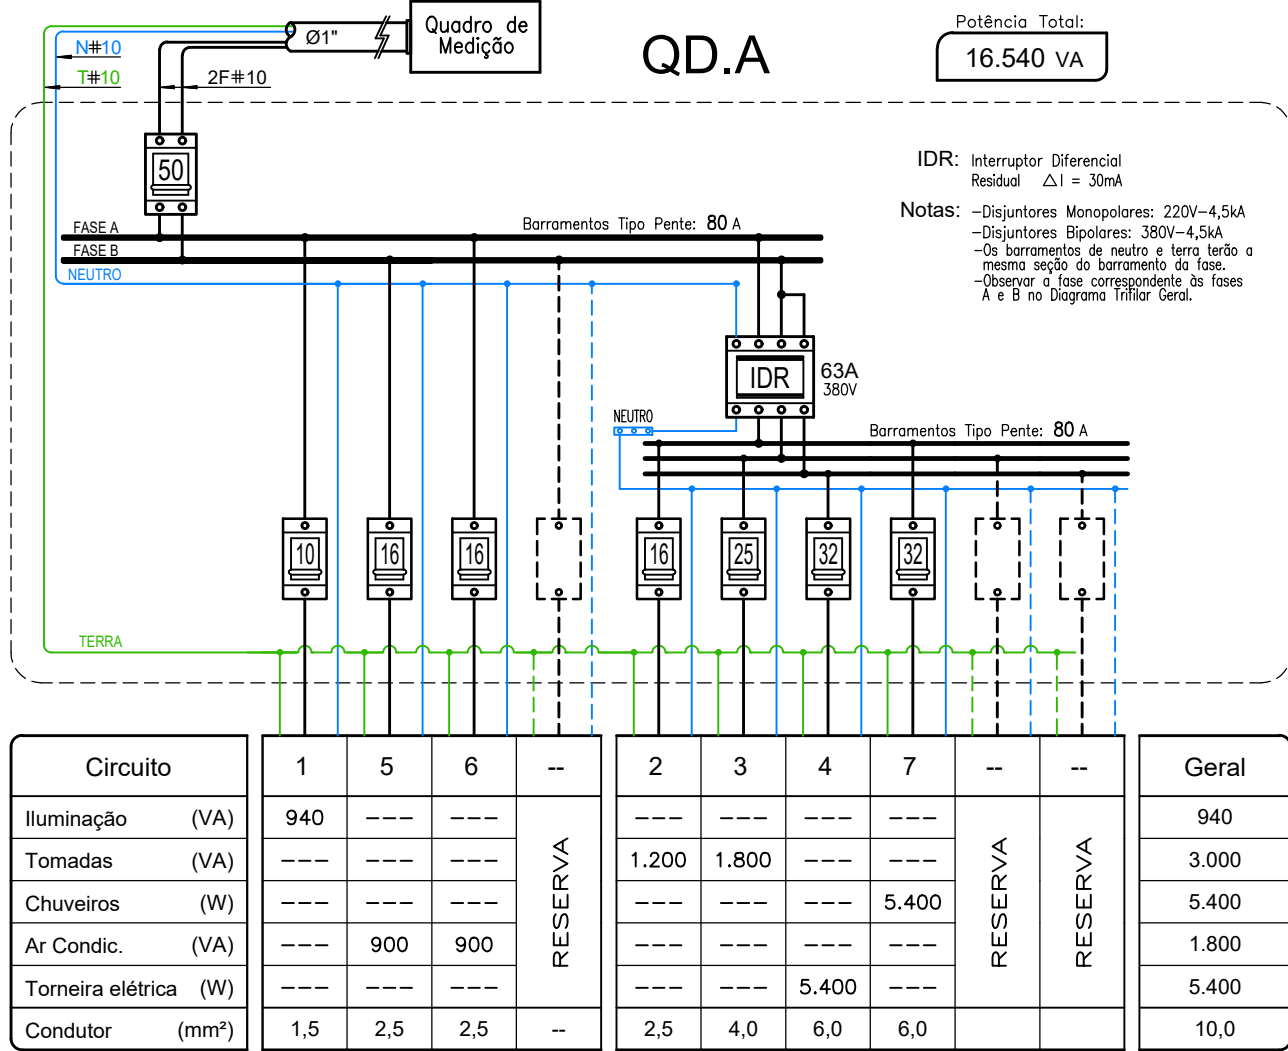 Quadro de
Medição
Ø1"
N#10
T#10
2F#10
QD.A
Potência Total:
16.540 VA
50
IDR: Interruptor Diferencial
Residual △I = 30mA
Notas: -Disjuntores Monopolares: 220V-4,5kA
-Disjuntores Bipolares: 380V-4,5kA
-Os barramentos de neutro e terra terão a
mesma seção do barramento da fase.
-Observar a fase correspondente às fases
A e B no Diagrama Trifilar Geral.
FASE A
Barramentos Tipo Pente: 80 A
FASE B
NEUTRO
IDR
63A
380V
NEUTRO
Barramentos Tipo Pente: 80 A
10 16 16 16 25 32 32
TERRA
Circuito 1 5 6 -- 2 3 4 7 -- -- Geral
Iluminação (VA) 940 --- --- --- --- --- --- 940
Tomadas (VA) --- --- --- 1.200 1.800 --- --- 3.000
Chuveiros (W) --- --- --- --- --- --- 5.400 5.400
Ar Condic. (VA) --- 900 900 --- --- --- --- 1.800
Torneira elétrica (W) --- --- --- --- --- 5.400 --- 5.400
Condutor (mm²) 1,5 2,5 2,5 -- 2,5 4,0 6,0 6,0 10,0
RESERVA
RESERVA
RESERVA